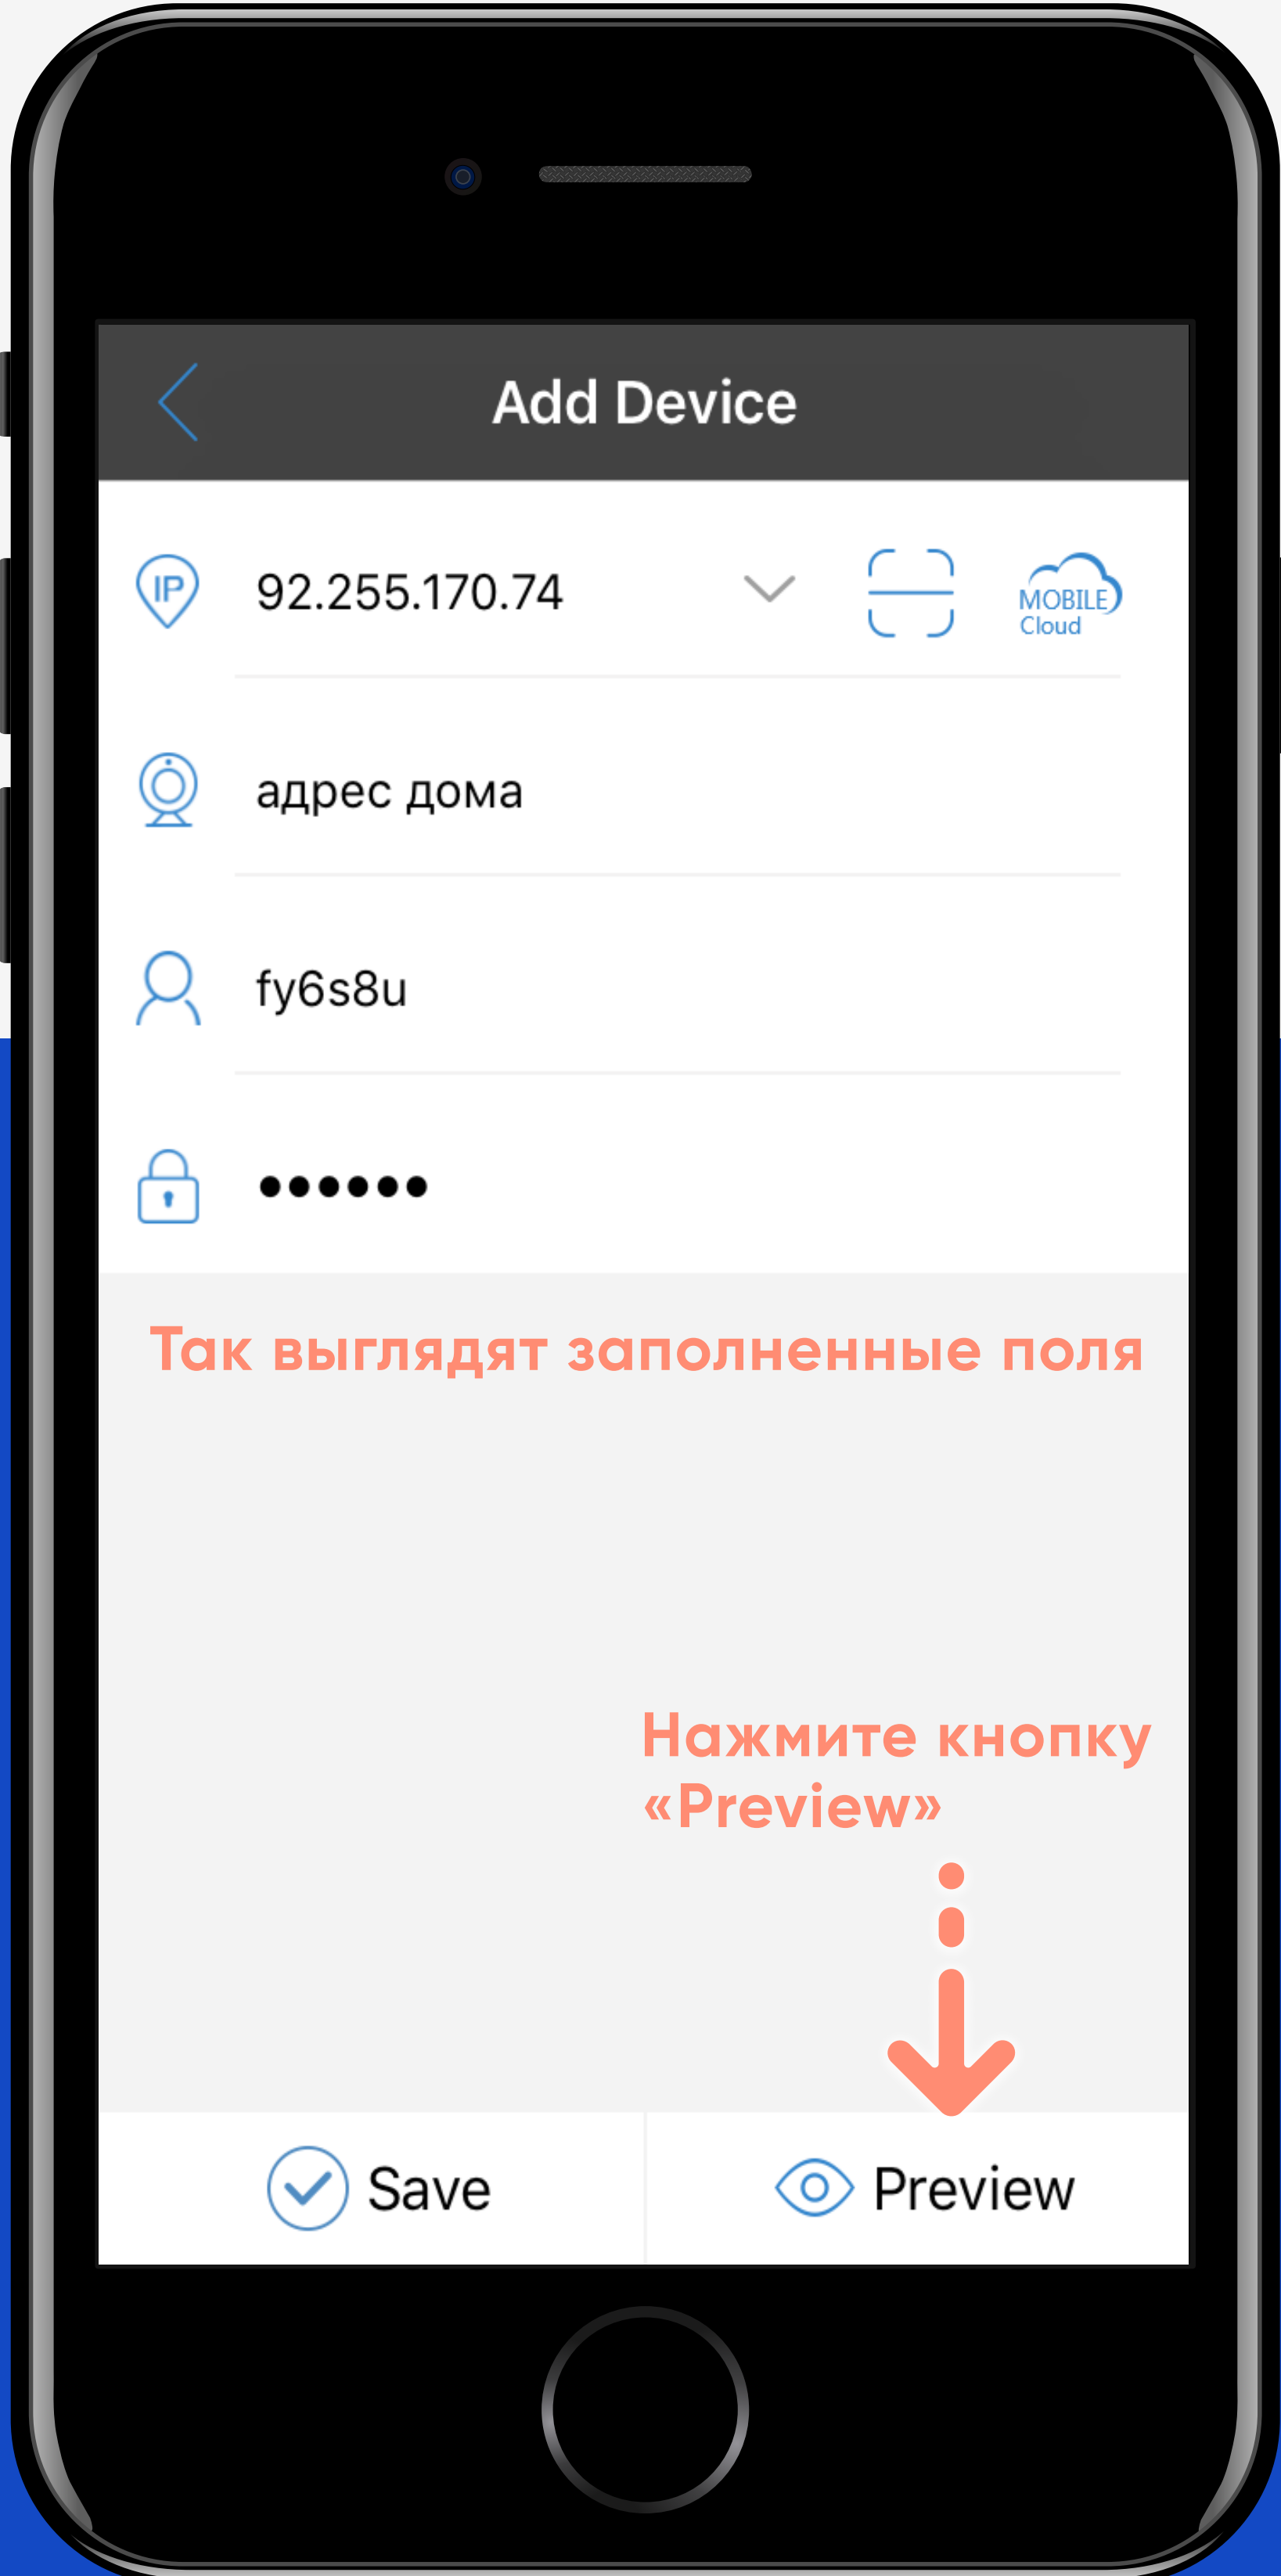 Add Device
IP
92.255.170.74
MOBILE
Cloud
адрес дома
fy6s8u
••••••
Так выглядят заполненные поля
Нажмите кнопку
«Preview»
Save
Preview